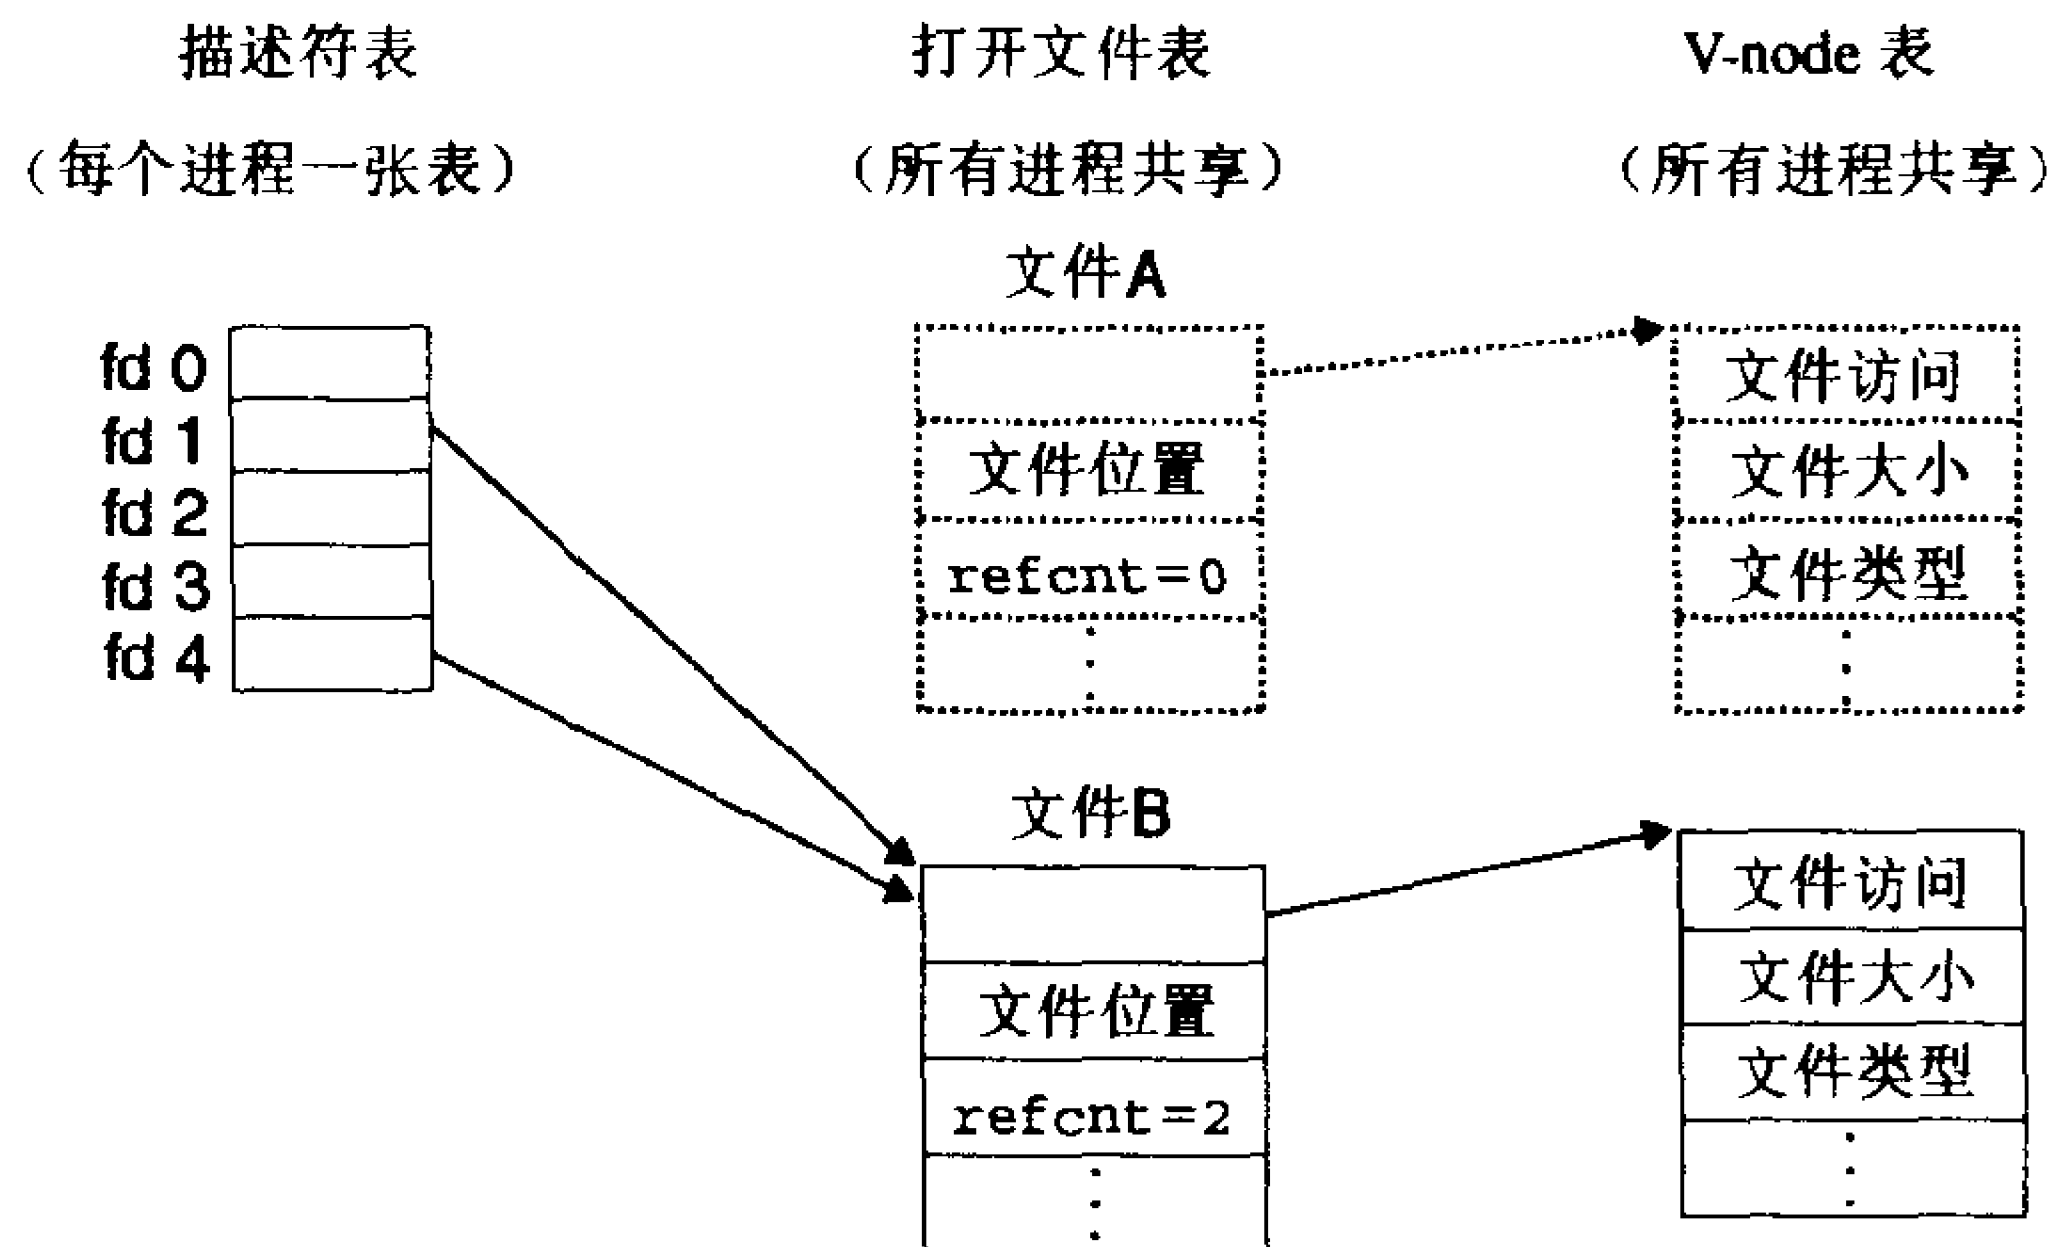 描述符表
(每个进程一张表)
打开文件表
(所有进程共享)
V-node 表
(所有进程共享)
fd 0
fd 1
fd 2
fd 3
fd 4
文件A
文件位置
refcnt=0
文件访问
文件大小
文件类型
文件B
文件位置
refcnt=2
文件访问
文件大小
文件类型